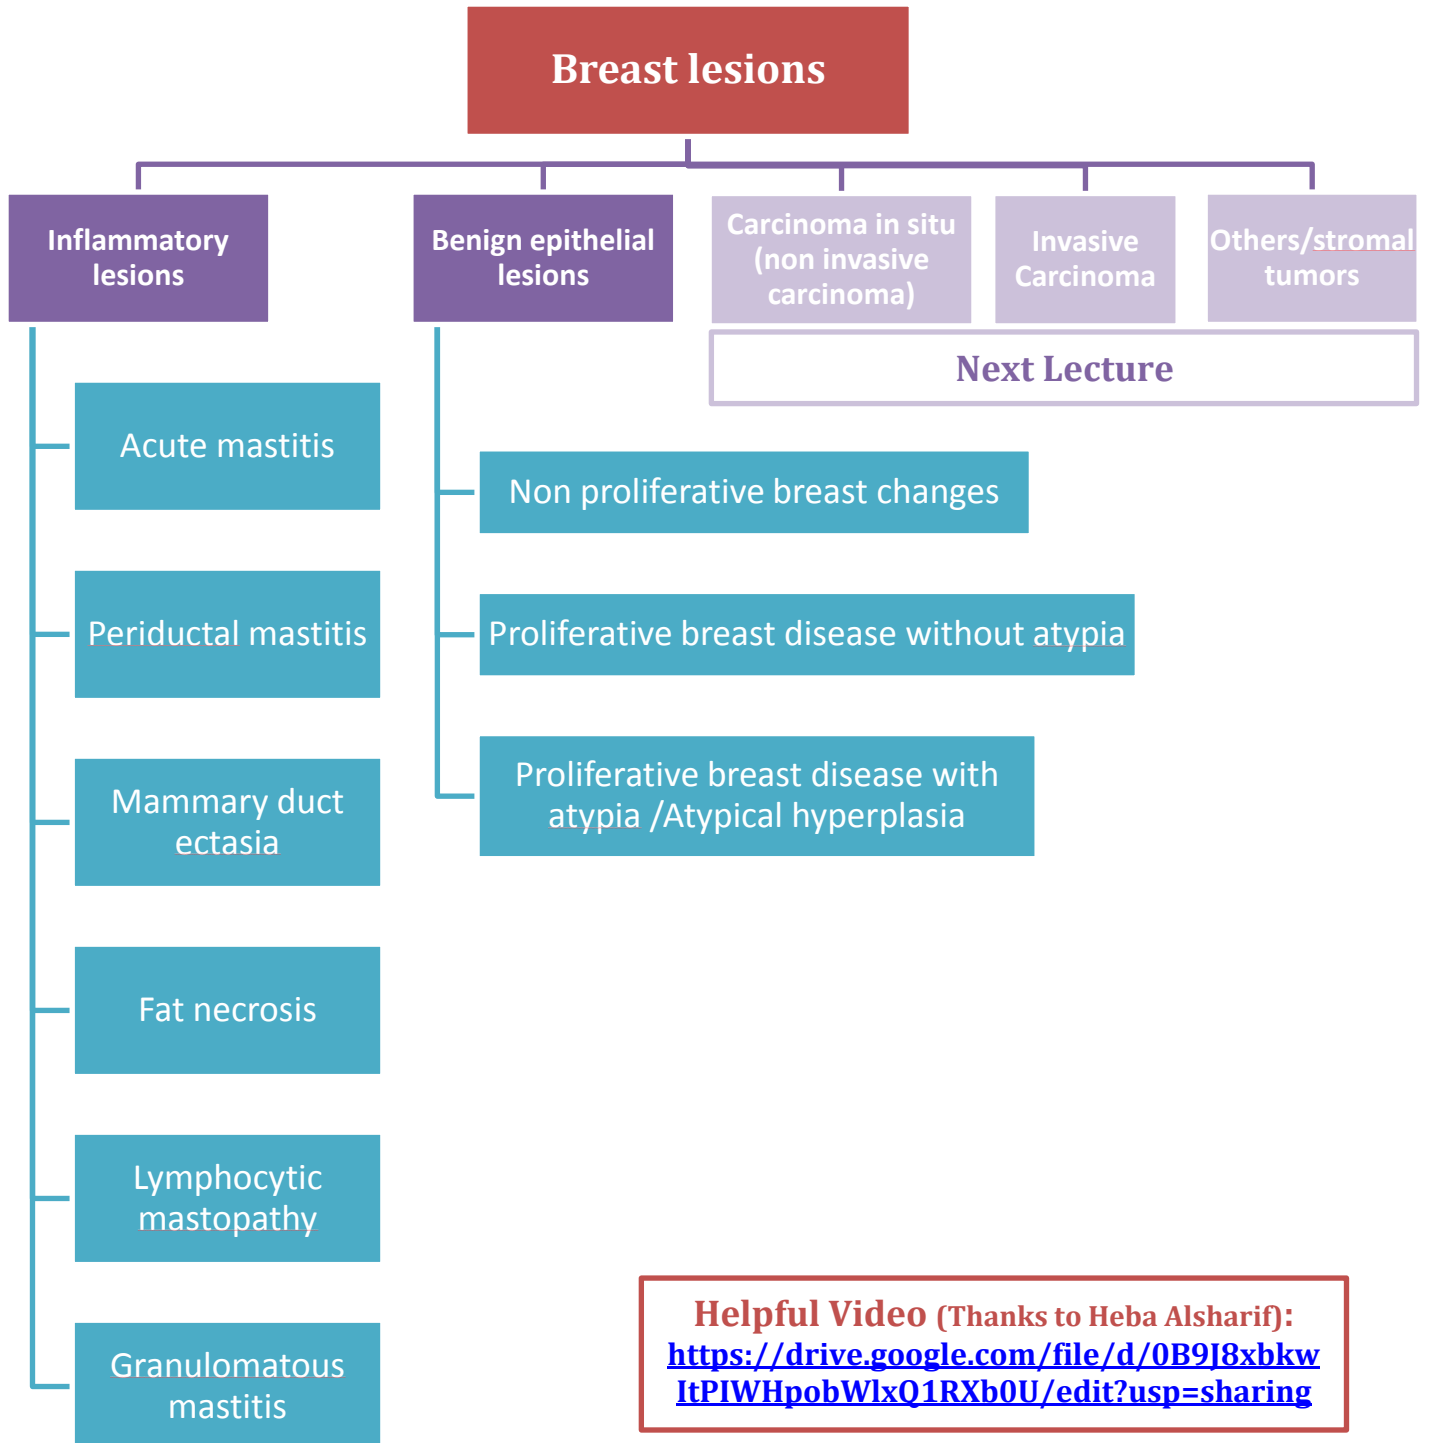 Breast lesions
Inflammatory
lesions
Benign epithelial
lesions
Carcinoma in situ
(non invasive
carcinoma)
Invasive
Carcinoma
Others/stromal
tumors
Next Lecture
Acute mastitis
Periductal mastitis
Mammary duct
ectasia
Fat necrosis
Lymphocytic
mastopathy
Granulomatous
mastitis
Non proliferative breast changes
Proliferative breast disease without atypia
Proliferative breast disease with
atypia /Atypical hyperplasia
Helpful Video (Thanks to Heba Alsharif):
https://drive.google.com/file/d/0B9J8xbkw
ItPIWHpobWlxQ1RXb0U/edit?usp=sharing